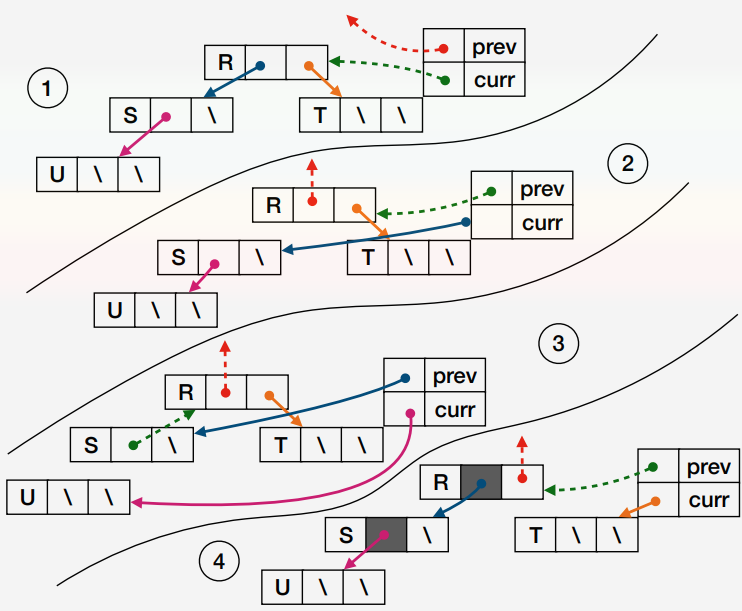 1
R
prev
curr
S \
T \ \
U \ \
2
R
prev
curr
S \
T \ \
U \ \
3
R
prev
curr
S \
T \ \
U \ \
4
R
prev
curr
S \
T \ \
U \ \